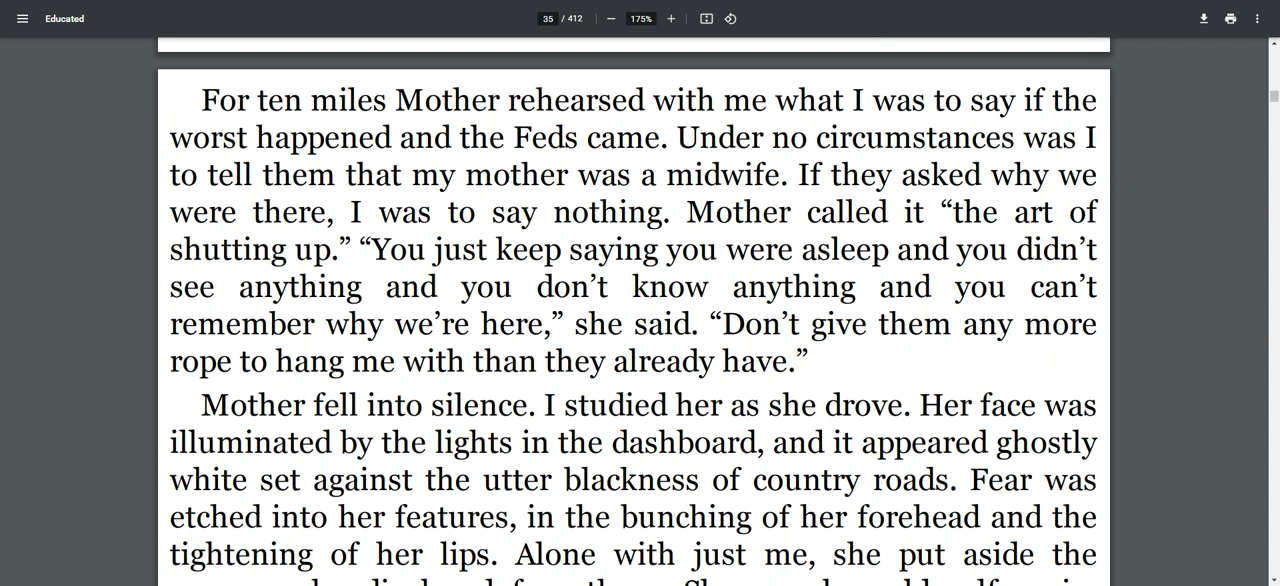 Educated
35 / 412
175%
For ten miles Mother rehearsed with me what I was to say if the
worst happened and the Feds came. Under no circumstances was I
to tell them that my mother was a midwife. If they asked why we
were there, I was to say nothing. Mother called it “the art of
shutting up.” “You just keep saying you were asleep and you didn’t
see anything and you don’t know anything and you can’t
remember why we’re here,” she said. “Don’t give them any more
rope to hang me with than they already have.”
Mother fell into silence. I studied her as she drove. Her face was
illuminated by the lights in the dashboard, and it appeared ghostly
white set against the utter blackness of country roads. Fear was
etched into her features, in the bunching of her forehead and the
tightening of her lips. Alone with just me, she put aside the